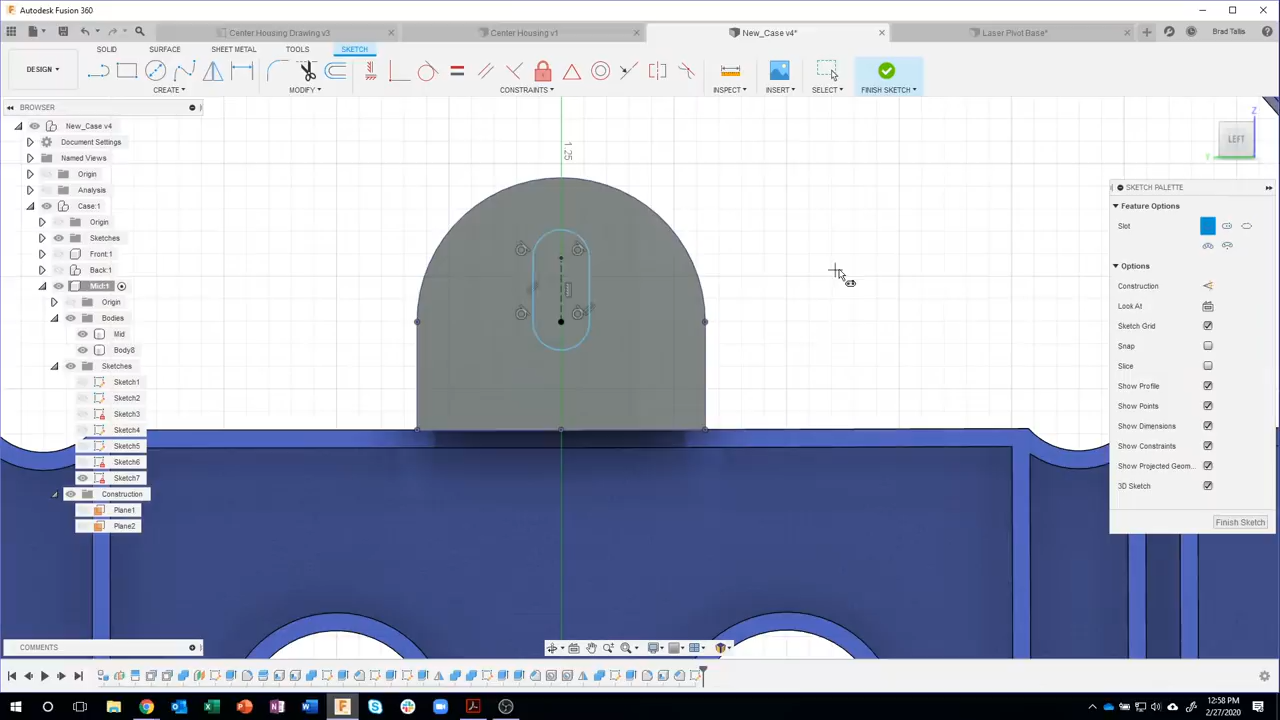 Autodesk Fusion 360
Center Housing Drawing v3
Center Housing v1
New_Case v4*
Laser Pivot Base*
Brad Tallis
DESIGN
SOLID
SURFACE
SHEET METAL
TOOLS
SKETCH
CREATE
MODIFY
CONSTRAINTS
INSPECT
INSERT
SELECT
FINISH SKETCH
BROWSER
New_Case v4
Document Settings
Named Views
Origin
Analysis
Case:1
Origin
Sketches
Front:1
Back:1
Mid:1
Origin
Bodies
Mid
Body8
Sketches
Sketch1
Sketch2
Sketch3
Sketch4
Sketch5
Sketch6
Sketch7
Construction
Plane1
Plane2
1.25
Z
LEFT
Y
SKETCH PALETTE
Feature Options
Slot
Options
Construction
Look At
Sketch Grid
Snap
Slice
Show Profile
Show Points
Show Dimensions
Show Constraints
Show Projected Geom...
3D Sketch
Finish Sketch
COMMENTS
12:58 PM
2/27/2020